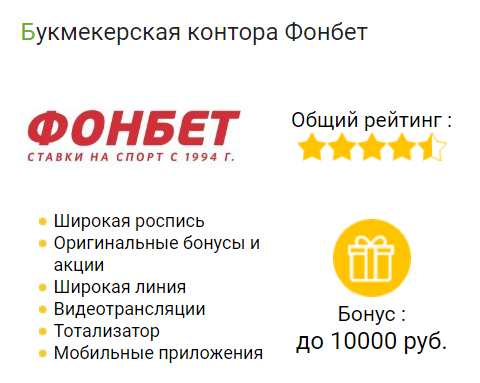 Букмекерская контора Фонбет
ФОНБЕТ
СТАВКИ НА СПОРТ С 1994 Г.
Общий рейтинг :
Широкая роспись
Оригинальные бонусы и
акции
Широкая линия
Видеотрансляции
Тотализатор
Мобильные приложения
Бонус :
до 10000 руб.